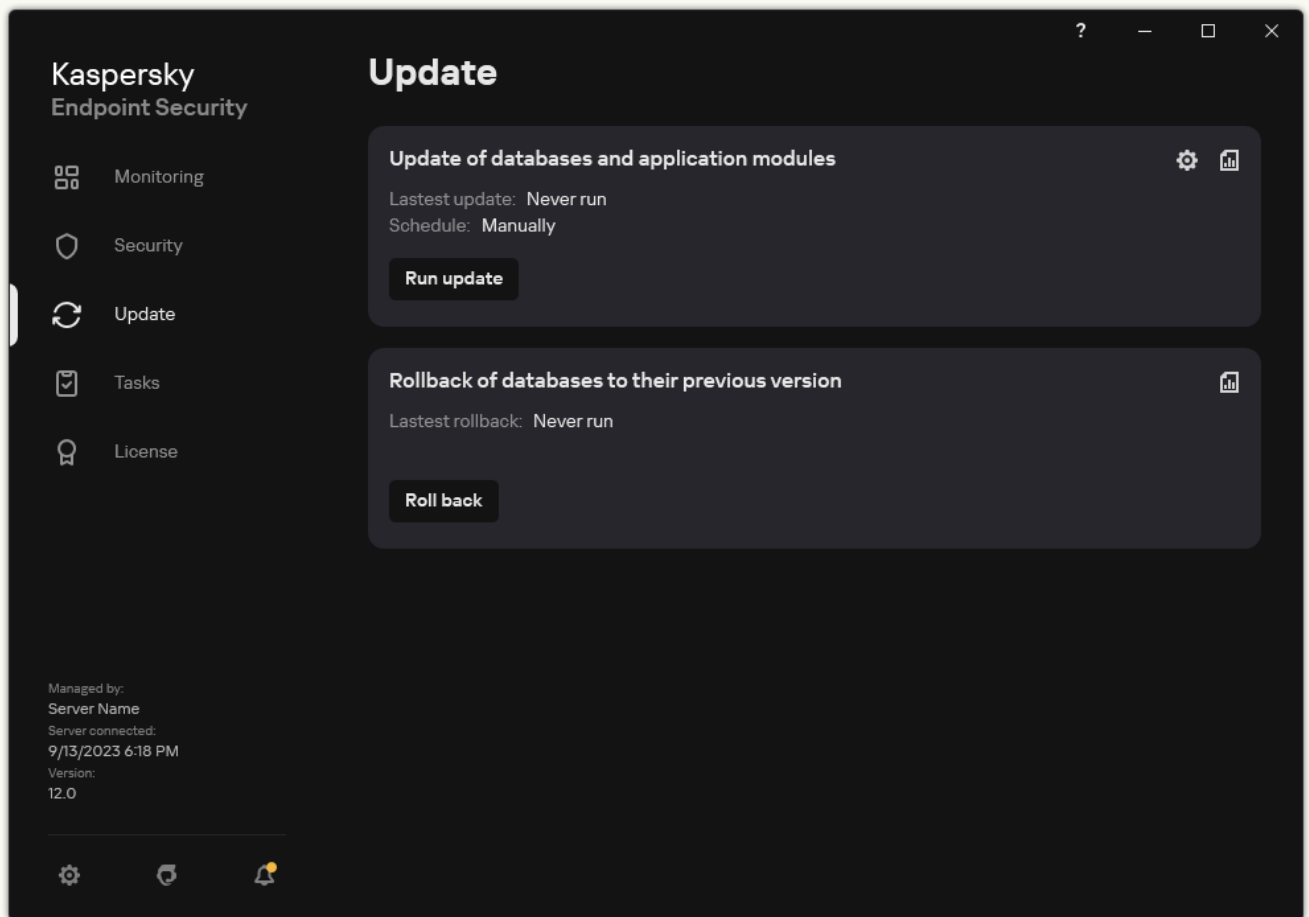 ?
Kaspersky
Endpoint Security
Monitoring
Security
Update
Tasks
License
Managed by:
Server Name
Server connected:
9/13/2023 6:18 PM
Version:
12.0
Update
Update of databases and application modules
Lastest update: Never run
Schedule: Manually
Run update
Rollback of databases to their previous version
Lastest rollback: Never run
Roll back